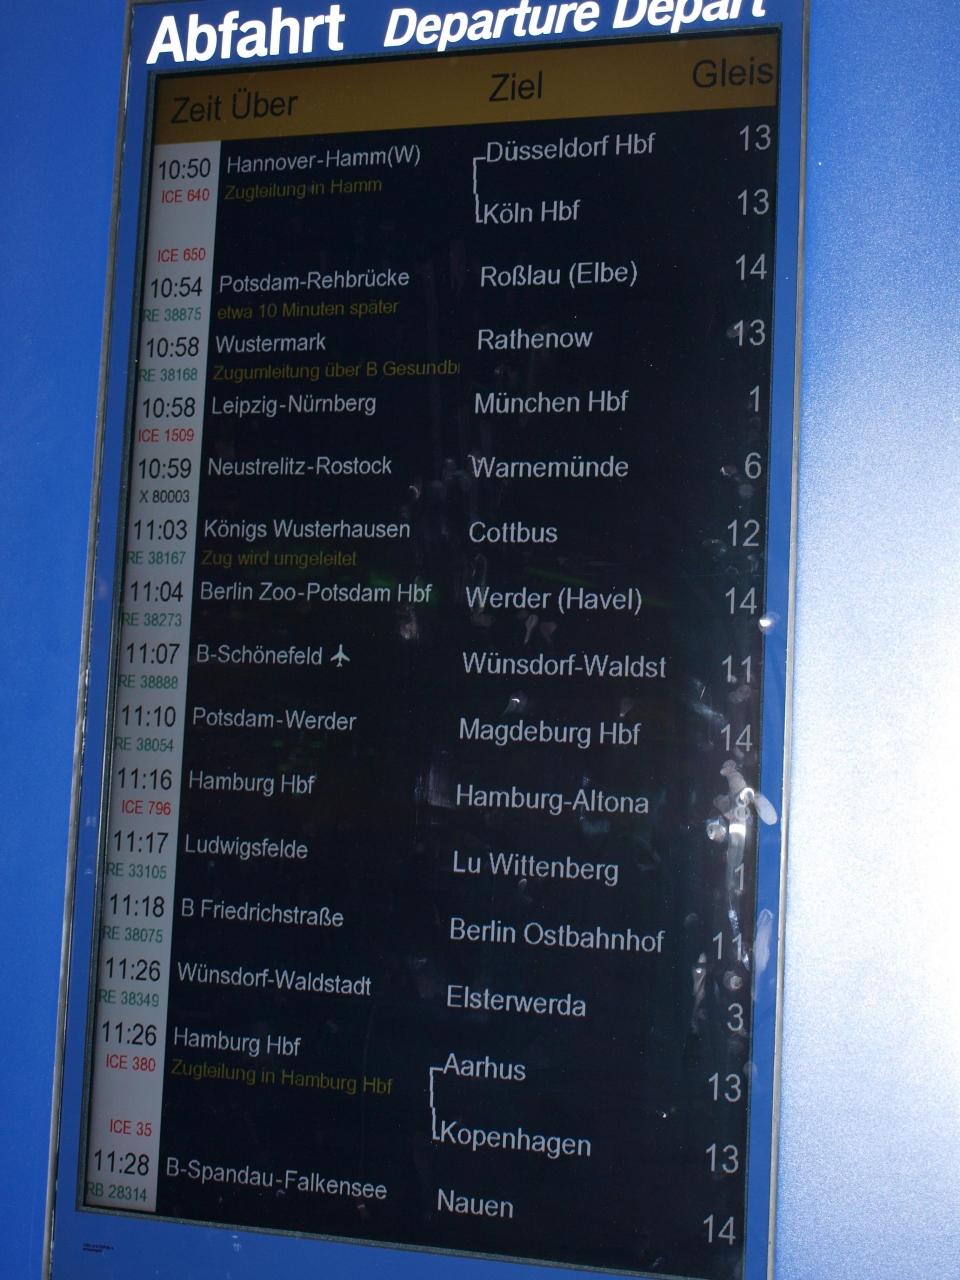 Abfahrt Departure Départ
Zeit Über Ziel Gleis
10:50 Hannover-Hamm(W) Düsseldorf Hbf 13
ICE 640 Zugteilung in Hamm
Köln Hbf 13
ICE 650
10:54 Potsdam-Rehbrücke Roßlau (Elbe) 14
RE 38875 etwa 10 Minuten später
10:58 Wustermark Rathenow 13
RE 38168 Zugumleitung über B Gesundb
10:58 Leipzig-Nürnberg München Hbf 1
ICE 1509
10:59 Neustrelitz-Rostock Warnemünde 6
X 80003
11:03 Königs Wusterhausen Cottbus 12
RE 38167 Zug wird umgeleitet
11:04 Berlin Zoo-Potsdam Hbf Werder (Havel) 14
RE 38273
11:07 B-Schönefeld Wünsdorf-Waldst 11
RE 38888
11:10 Potsdam-Werder Magdeburg Hbf 14
RE 38054
11:16 Hamburg Hbf Hamburg-Altona
ICE 796
11:17 Ludwigsfelde Lu Wittenberg 1
RE 33105
11:18 B Friedrichstraße Berlin Ostbahnhof 11
RE 38075
11:26 Wünsdorf-Waldstadt Elsterwerda 3
RE 38349
11:26 Hamburg Hbf Aarhus 13
ICE 380 Zugteilung in Hamburg Hbf
Kopenhagen 13
ICE 35
11:28 B-Spandau-Falkensee Nauen 14
RB 28314